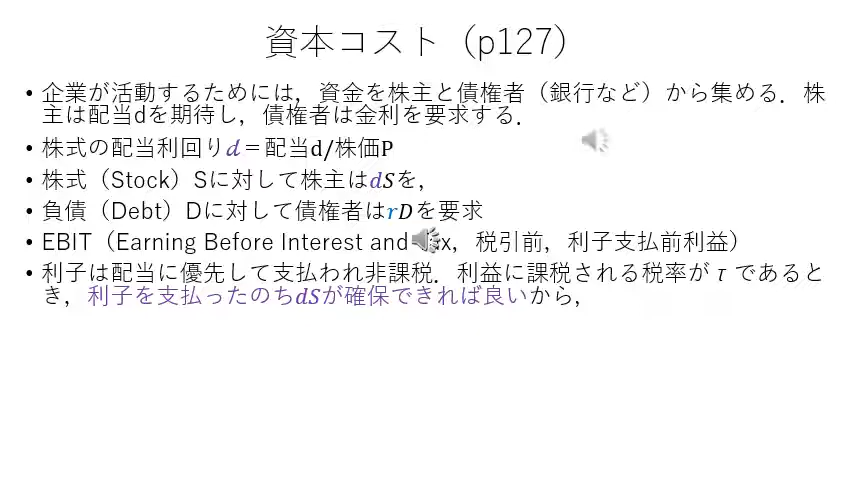 資本コスト（p127）
• 企業が活動するためには，資金を株主と債権者（銀行など）から集める．株
主は配当dを期待し，債権者は金利を要求する．
• 株式の配当利回りd＝配当d/株価P
• 株式（Stock）Sに対して株主はdSを，
• 負債（Debt）Dに対して債権者はrDを要求
• EBIT（Earning Before Interest and x，税引前，利子支払前利益）
• 利子は配当に優先して支払われ非課税．利益に課税される税率がτであると
き，利子を支払ったのちdSが確保できれば良いから，